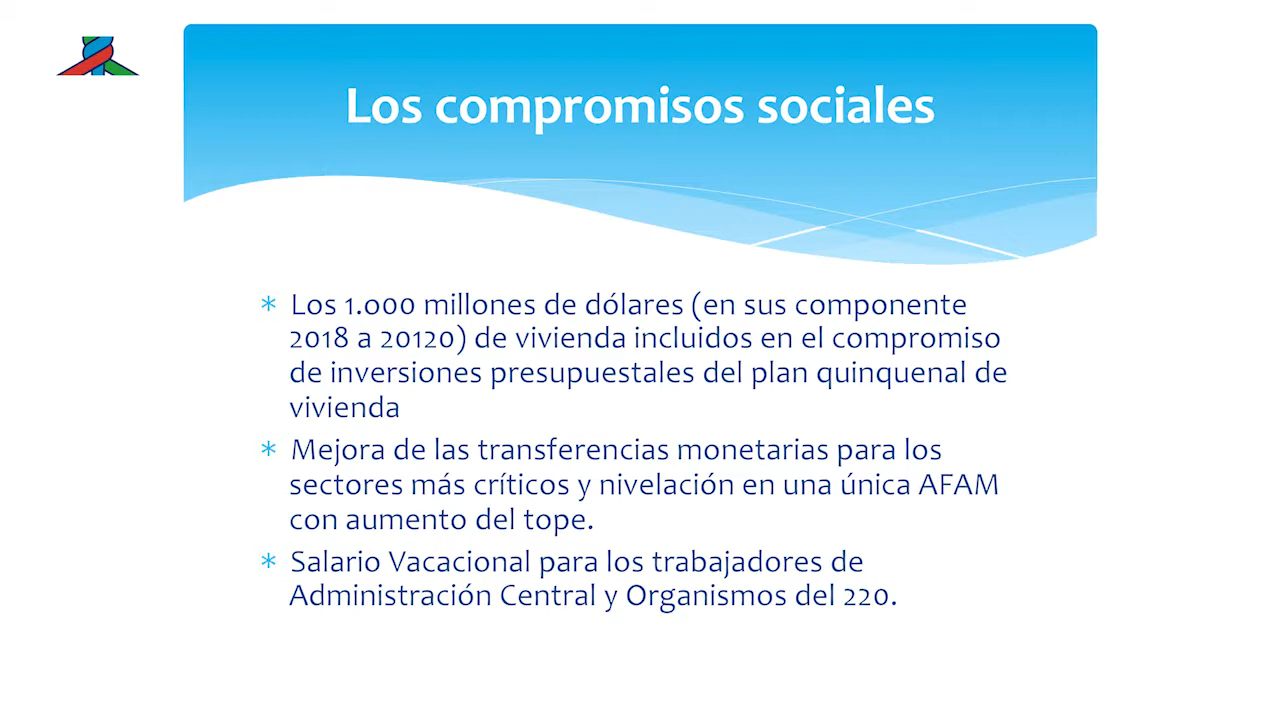 Los compromisos sociales
* Los 1.000 millones de dólares (en sus componente
2018 a 20120) de vivienda incluidos en el compromiso
de inversiones presupuestales del plan quinquenal de
vivienda
* Mejora de las transferencias monetarias para los
sectores más críticos y nivelación en una única AFAM
con aumento del tope.
* Salario Vacacional para los trabajadores de
Administración Central y Organismos del 220.